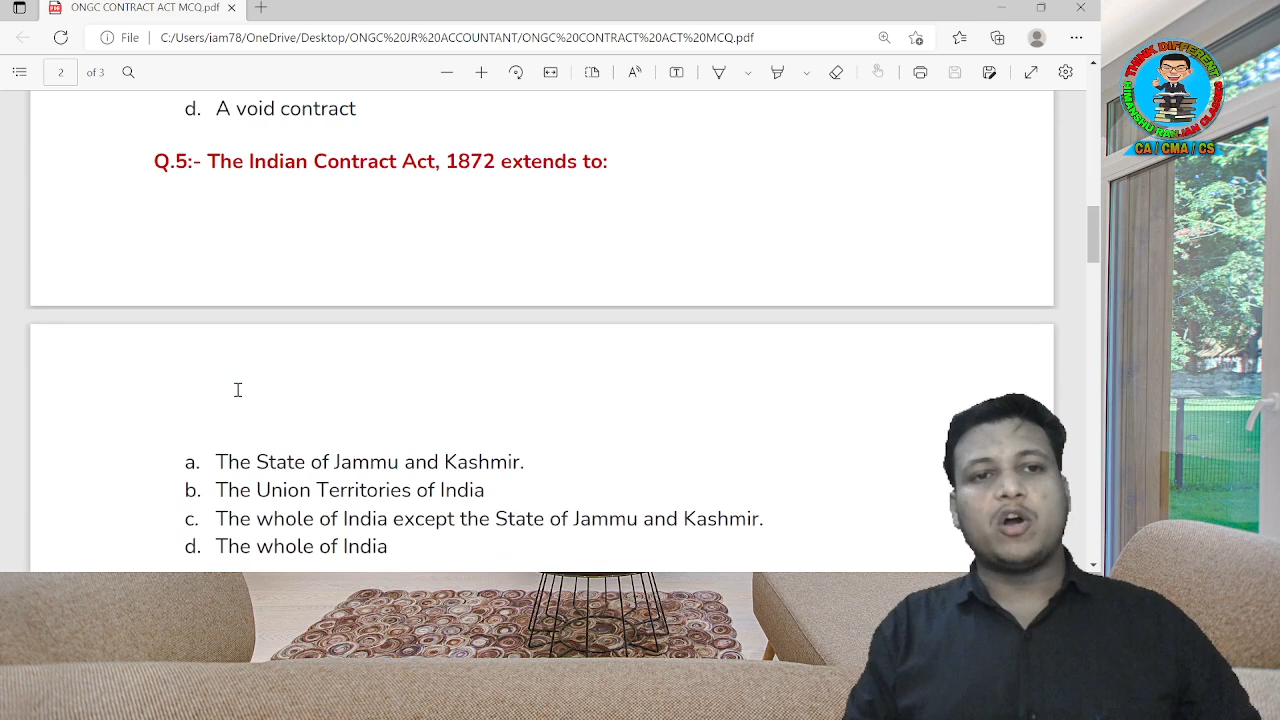 ONGC CONTRACT ACT MCQ.pdf
File
C:/Users/iam78/OneDrive/Desktop/ONGC%20JR%20ACCOUNTANT/ONGC%20CONTRACT%20ACT%20MCQ.pdf
2 of 3
d. A void contract
Q.5:- The Indian Contract Act, 1872 extends to:
a. The State of Jammu and Kashmir.
b. The Union Territories of India
c. The whole of India except the State of Jammu and Kashmir.
d. The whole of India
THINK DIFFERENT
HIMANSHU RANJAN CLASSES
CA / CMA / CS